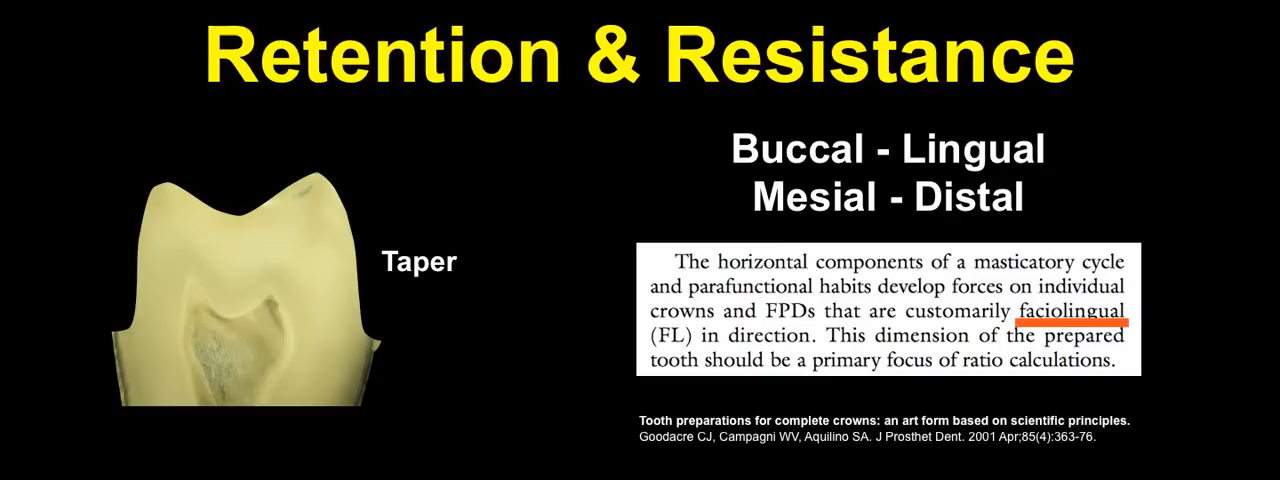 Retention & Resistance
Buccal - Lingual
Mesial - Distal
Taper
The horizontal components of a masticatory cycle
and parafunctional habits develop forces on individual
crowns and FPDs that are customarily faciolingual
(FL) in direction. This dimension of the prepared
tooth should be a primary focus of ratio calculations.
Tooth preparations for complete crowns: an art form based on scientific principles.
Goodacre CJ, Campagni WV, Aquilino SA. J Prosthet Dent. 2001 Apr;85(4):363-76.